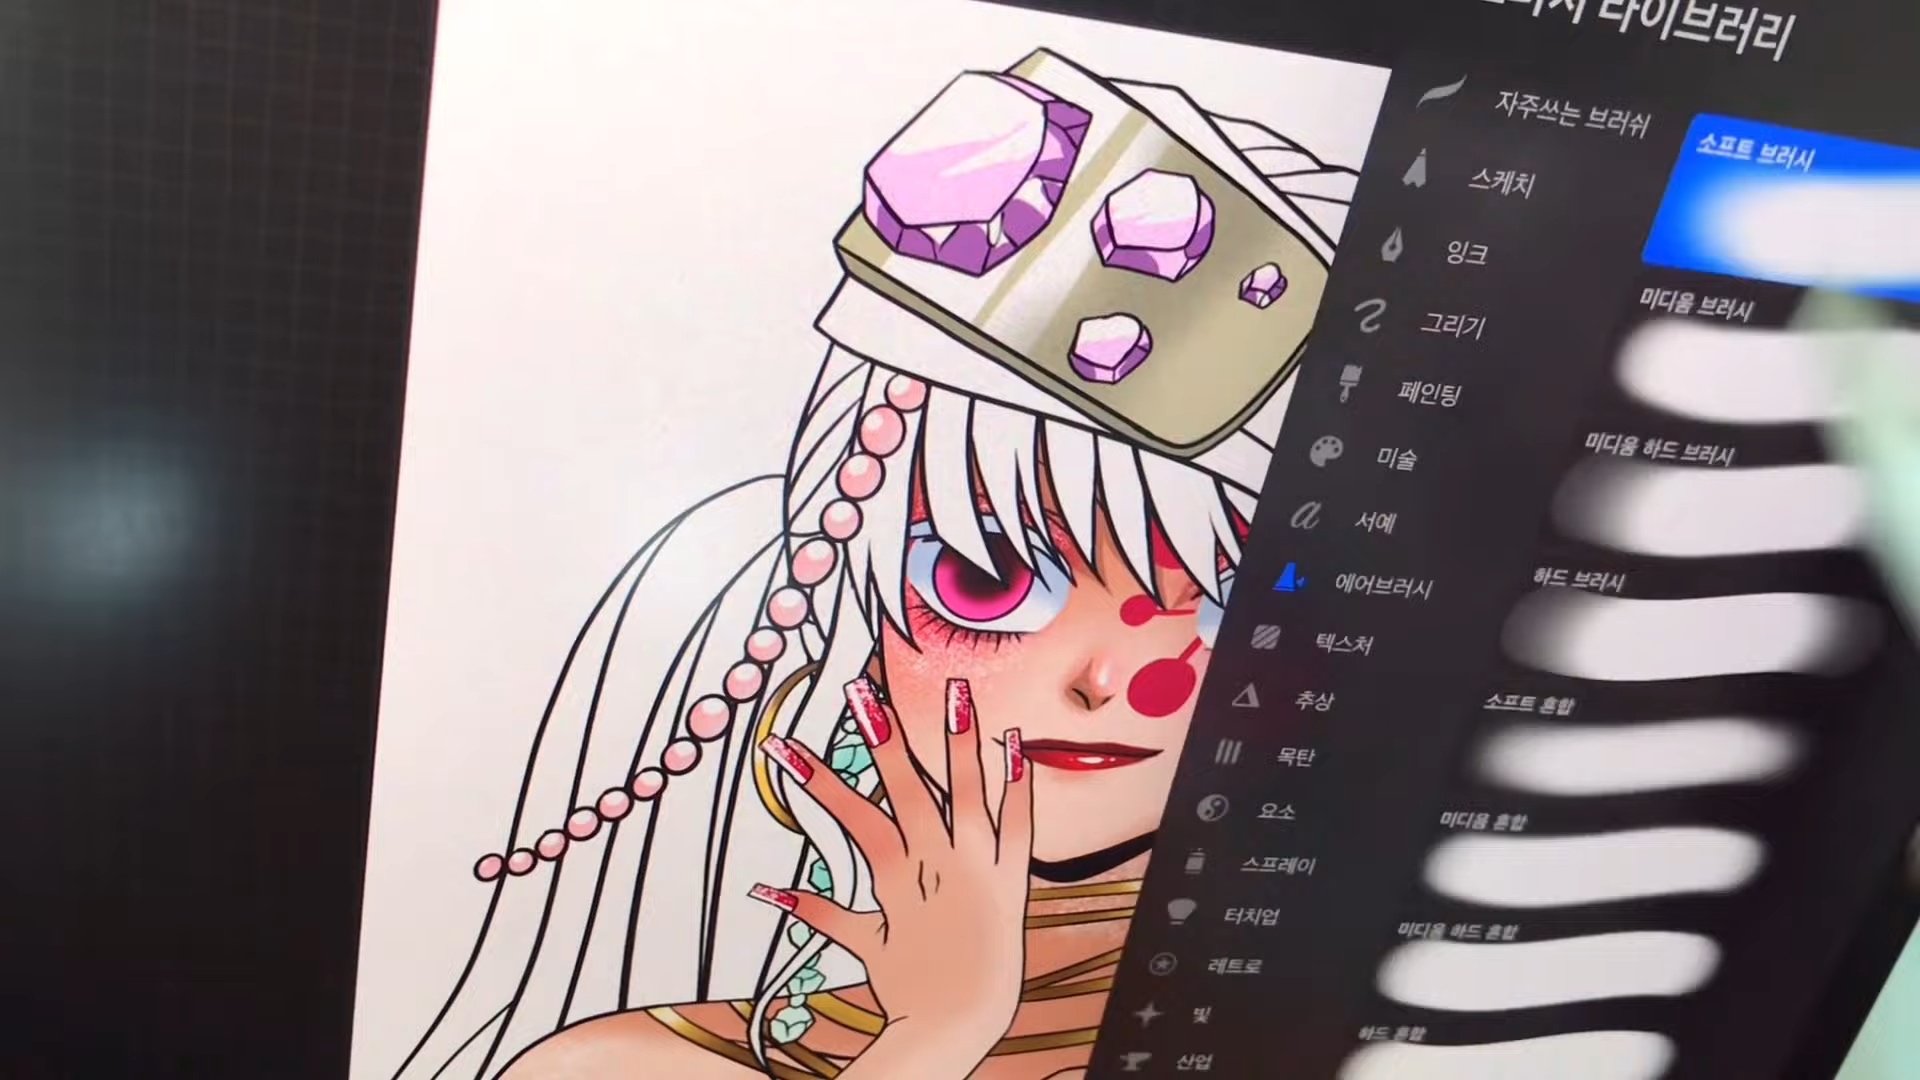 라이브러리
자주쓰는 브러쉬
스케치
잉크
그리기
페인팅
미술
서예
에어브러시
텍스처
추상
목탄
요소
스프레이
터치업
레트로
빛
산업
소프트 브러시
미디움 브러시
미디움 하드 브러시
하드 브러시
소프트 혼합
미디움 혼합
미디움 하드 혼합
하드 혼합